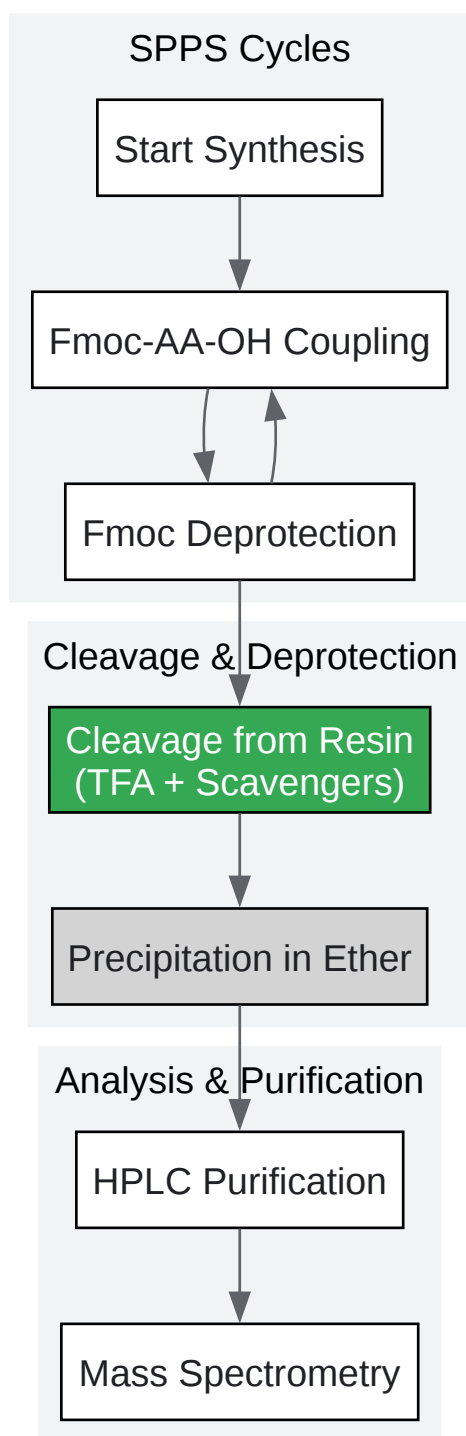 SPPS Cycles
Start Synthesis
Fmoc-AA-OH Coupling
Fmoc Deprotection
Cleavage & Deprotection
Cleavage from Resin
(TFA + Scavengers)
Precipitation in Ether
Analysis & Purification
HPLC Purification
Mass Spectrometry